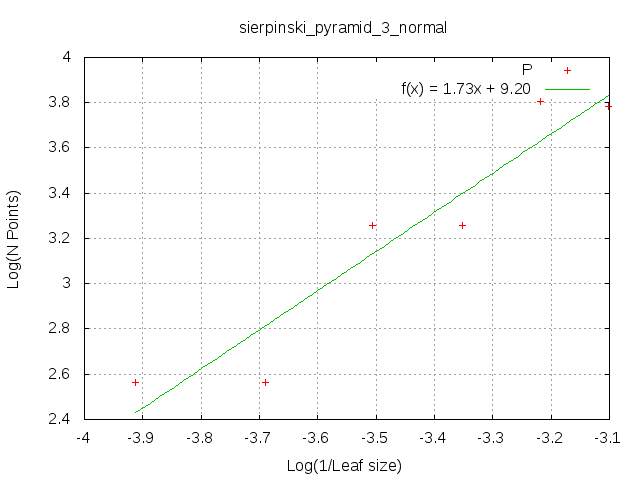 sierpinski_pyramid_3_normal
4
3.8
3.6
3.4
3.2
3
2.8
2.6
2.4
-4 -3.9 -3.8 -3.7 -3.6 -3.5 -3.4 -3.3 -3.2 -3.1
Log(N Points)
Log(1/Leaf size)
P
f(x) = 1.73x + 9.20